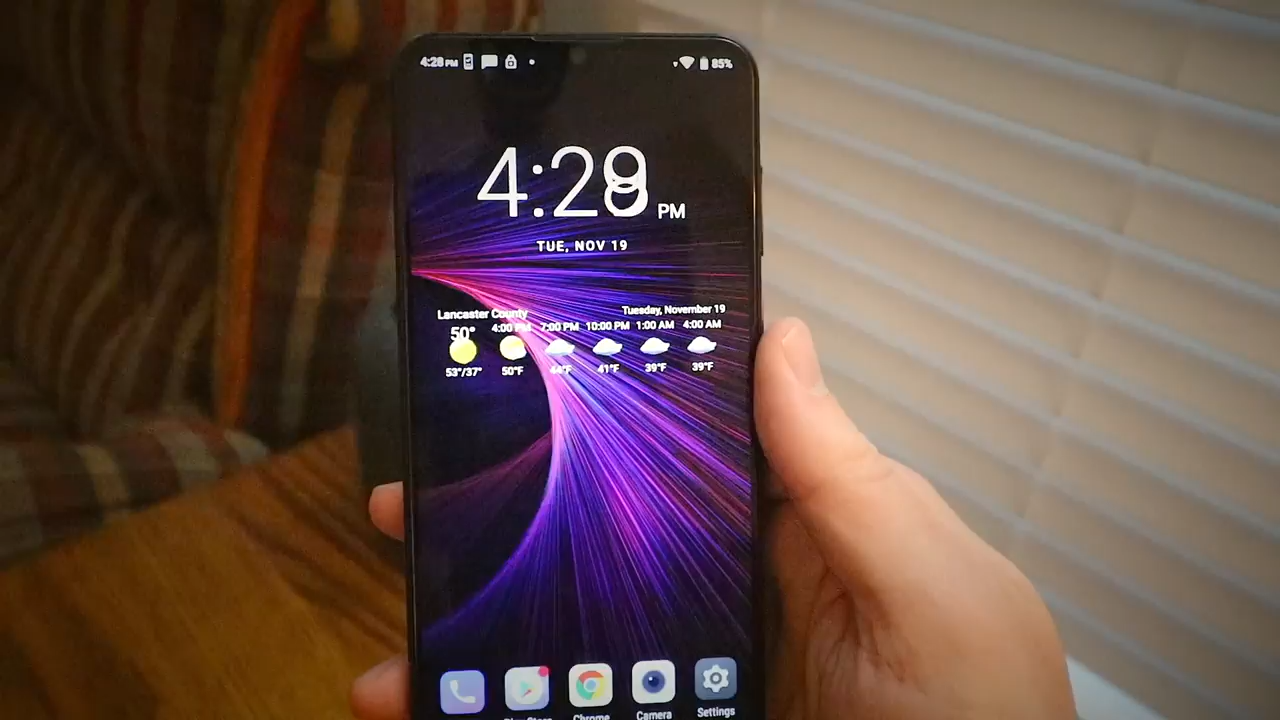 4:28 PM 85%
4:28 PM
TUE, NOV 19
Lancaster County Tuesday, November 19
50° 4:00 PM 7:00 PM 10:00 PM 1:00 AM 4:00 AM
53°/37° 50°F 44°F 41°F 39°F 39°F
Play Store Chrome Camera Settings